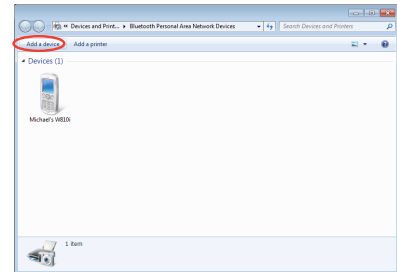 « Devices and Print... ▸ Bluetooth Personal Area Network Devices
Search Devices and Printers
Add a device Add a printer
Devices (1)
Michael's W810i
1 item